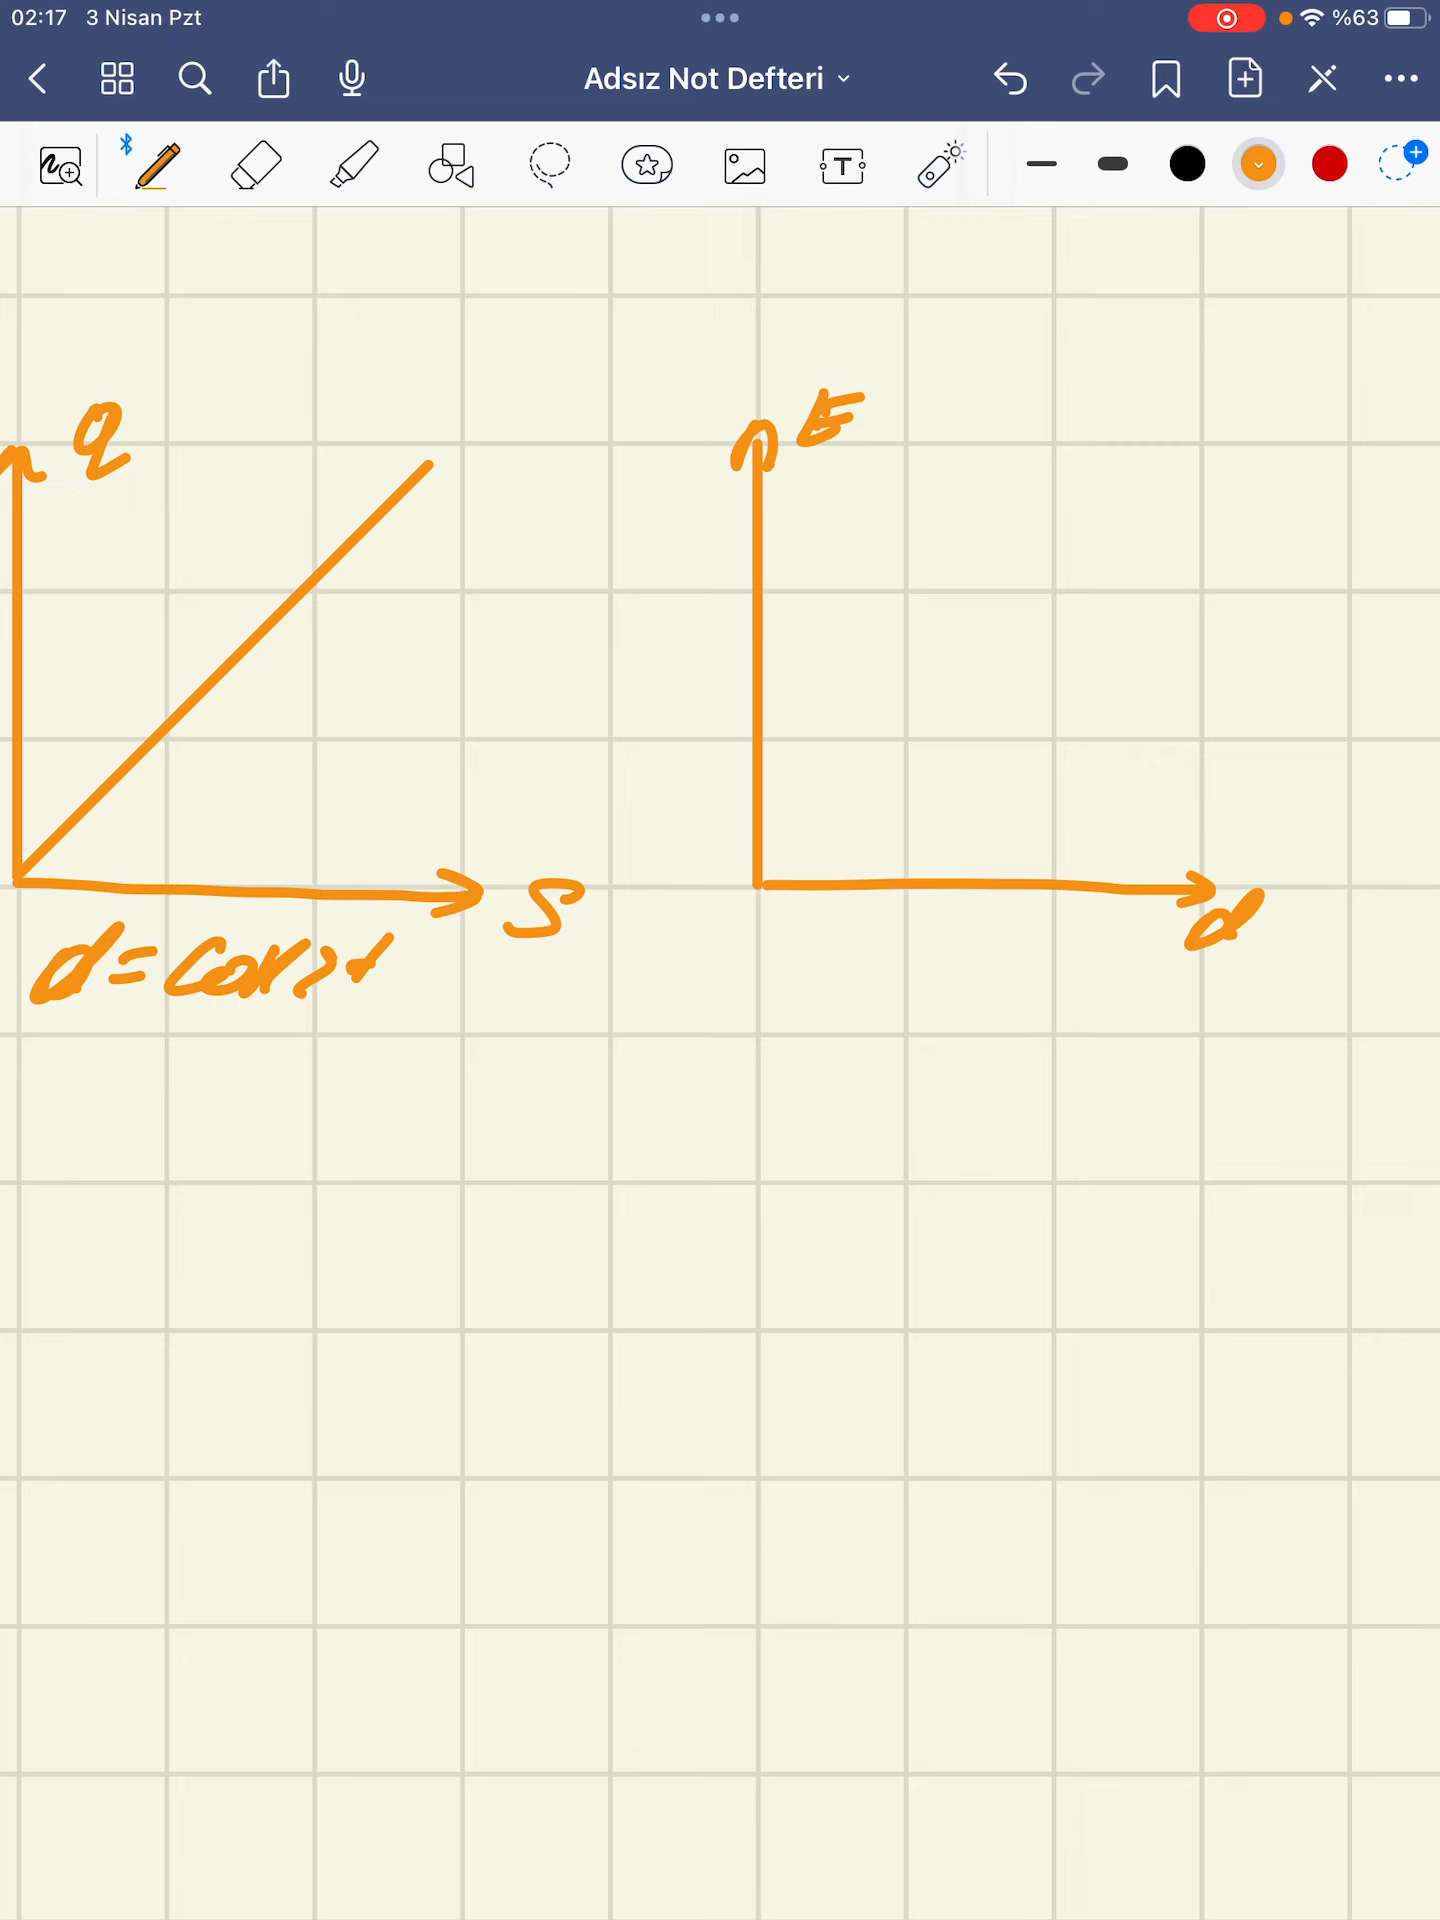 02:17 3 Nisan Pzt %63
Adsız Not Defteri
T
Q
E
S
d
d = const